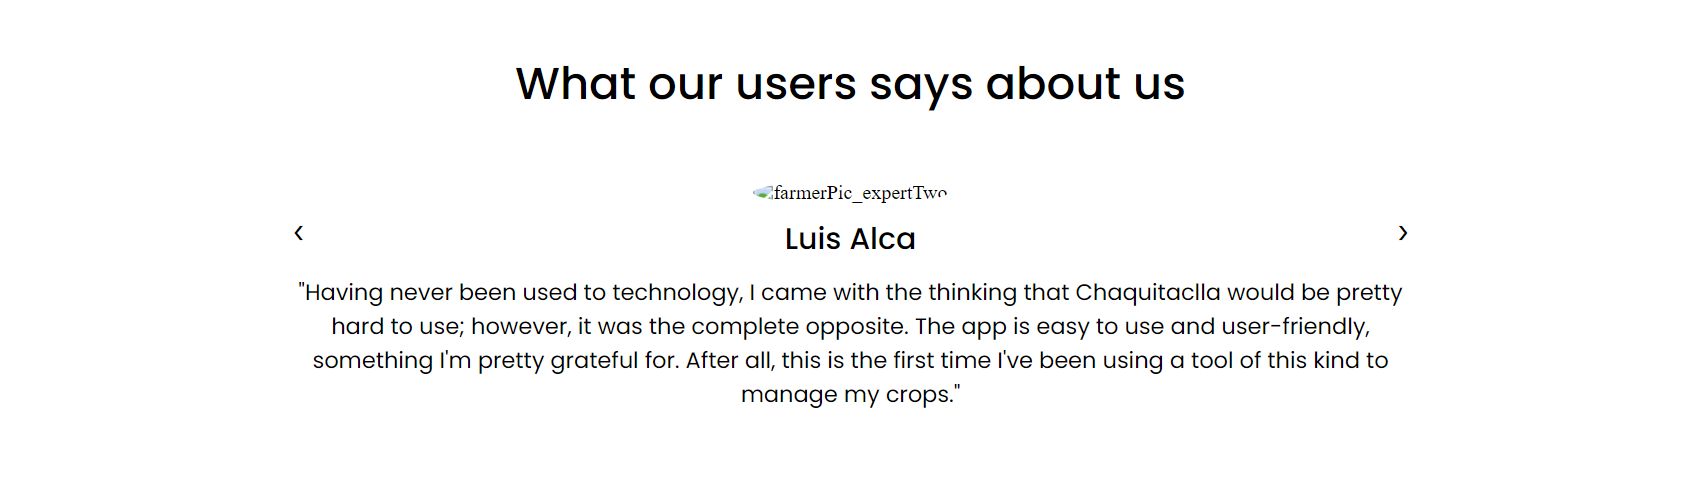 What our users says about us
farmerPic_expertTwo
‹
›
Luis Alca
"Having never been used to technology, I came with the thinking that Chaquitaclla would be pretty
hard to use; however, it was the complete opposite. The app is easy to use and user-friendly,
something I'm pretty grateful for. After all, this is the first time I've been using a tool of this kind to
manage my crops."